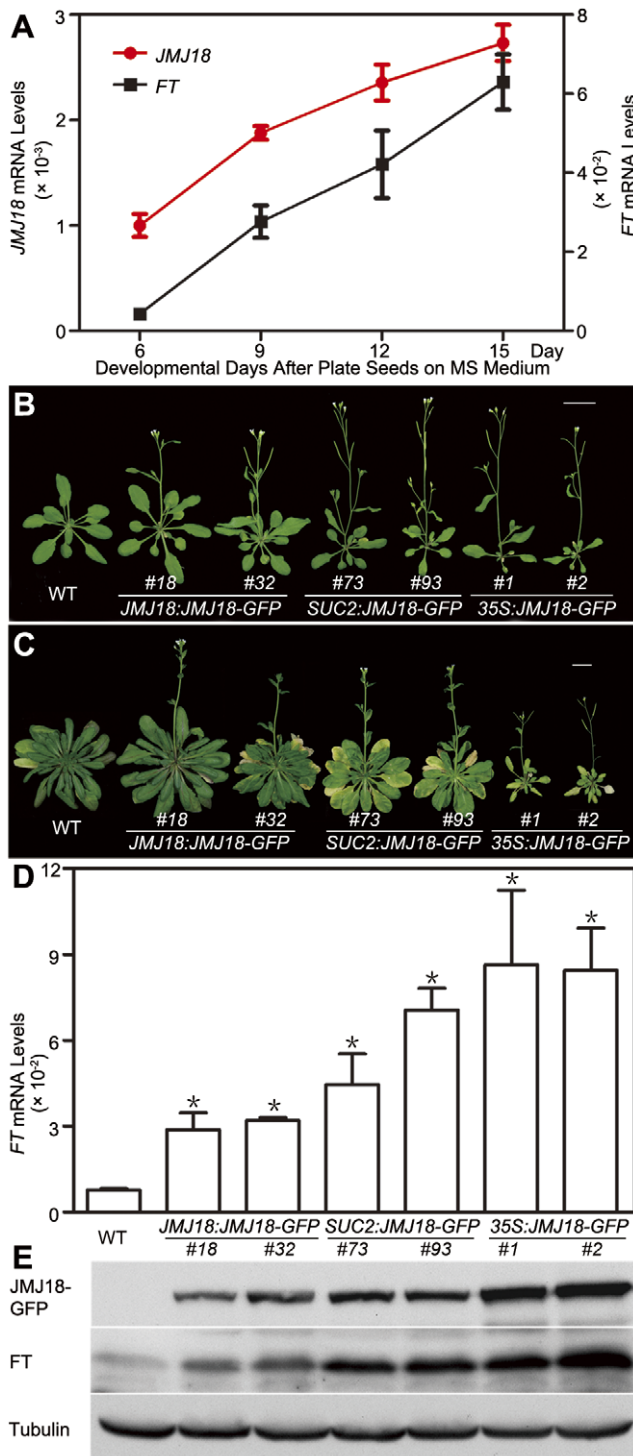 A
3
2
1
0
JMJ18 mRNA Levels
(× 10⁻³)
JMJ18
FT
8
6
4
2
0
(× 10⁻²)
FT mRNA Levels
6 9 12 15 Day
Developmental Days After Plate Seeds on MS Medium
B
WT
#18 #32 #73 #93 #1 #2
JMJ18:JMJ18-GFP SUC2:JMJ18-GFP 35S:JMJ18-GFP
C
WT
#18 #32 #73 #93 #1 #2
JMJ18:JMJ18-GFP SUC2:JMJ18-GFP 35S:JMJ18-GFP
D
12
9
6
3
0
FT mRNA Levels
(× 10⁻²)
* * * * * *
WT JMJ18:JMJ18-GFP SUC2:JMJ18-GFP 35S:JMJ18-GFP
#18 #32 #73 #93 #1 #2
E
JMJ18-
GFP
FT
Tubulin